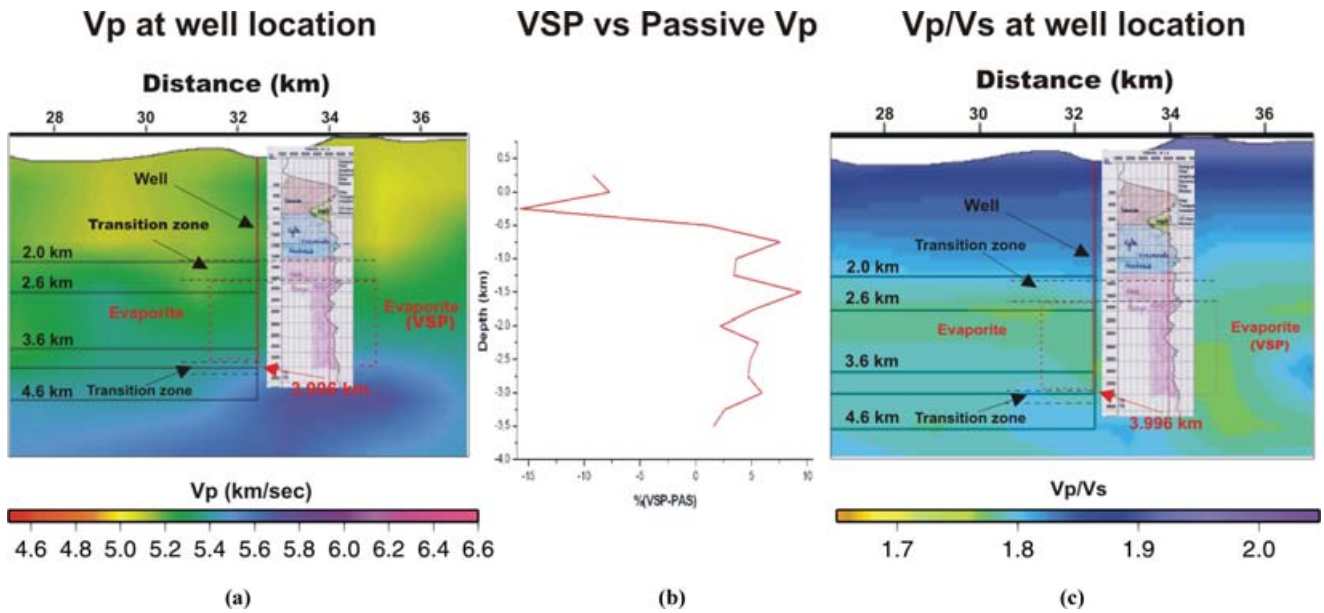 Vp at well location
Distance (km)
28 30 32 34 36
Well
Transition zone
2.0 km
2.6 km
Evaporite
Evaporite
(VSP)
3.6 km
4.6 km
Transition zone
3.996 km
Vp (km/sec)
4.6 4.8 5.0 5.2 5.4 5.6 5.8 6.0 6.2 6.4 6.6
(a)
VSP vs Passive Vp
Depth (km)
0.5
0.0
-0.5
-1.0
-1.5
-2.0
-2.5
-3.0
-3.5
-4.0
-15 -10 -5 0 5 10
%(VSP-PAS)
(b)
Vp/Vs at well location
Distance (km)
28 30 32 34 36
Well
Transition zone
2.0 km
2.6 km
Evaporite
Evaporite
(VSP)
3.6 km
4.6 km
Transition zone
3.996 km
Vp/Vs
1.7 1.8 1.9 2.0
(c)